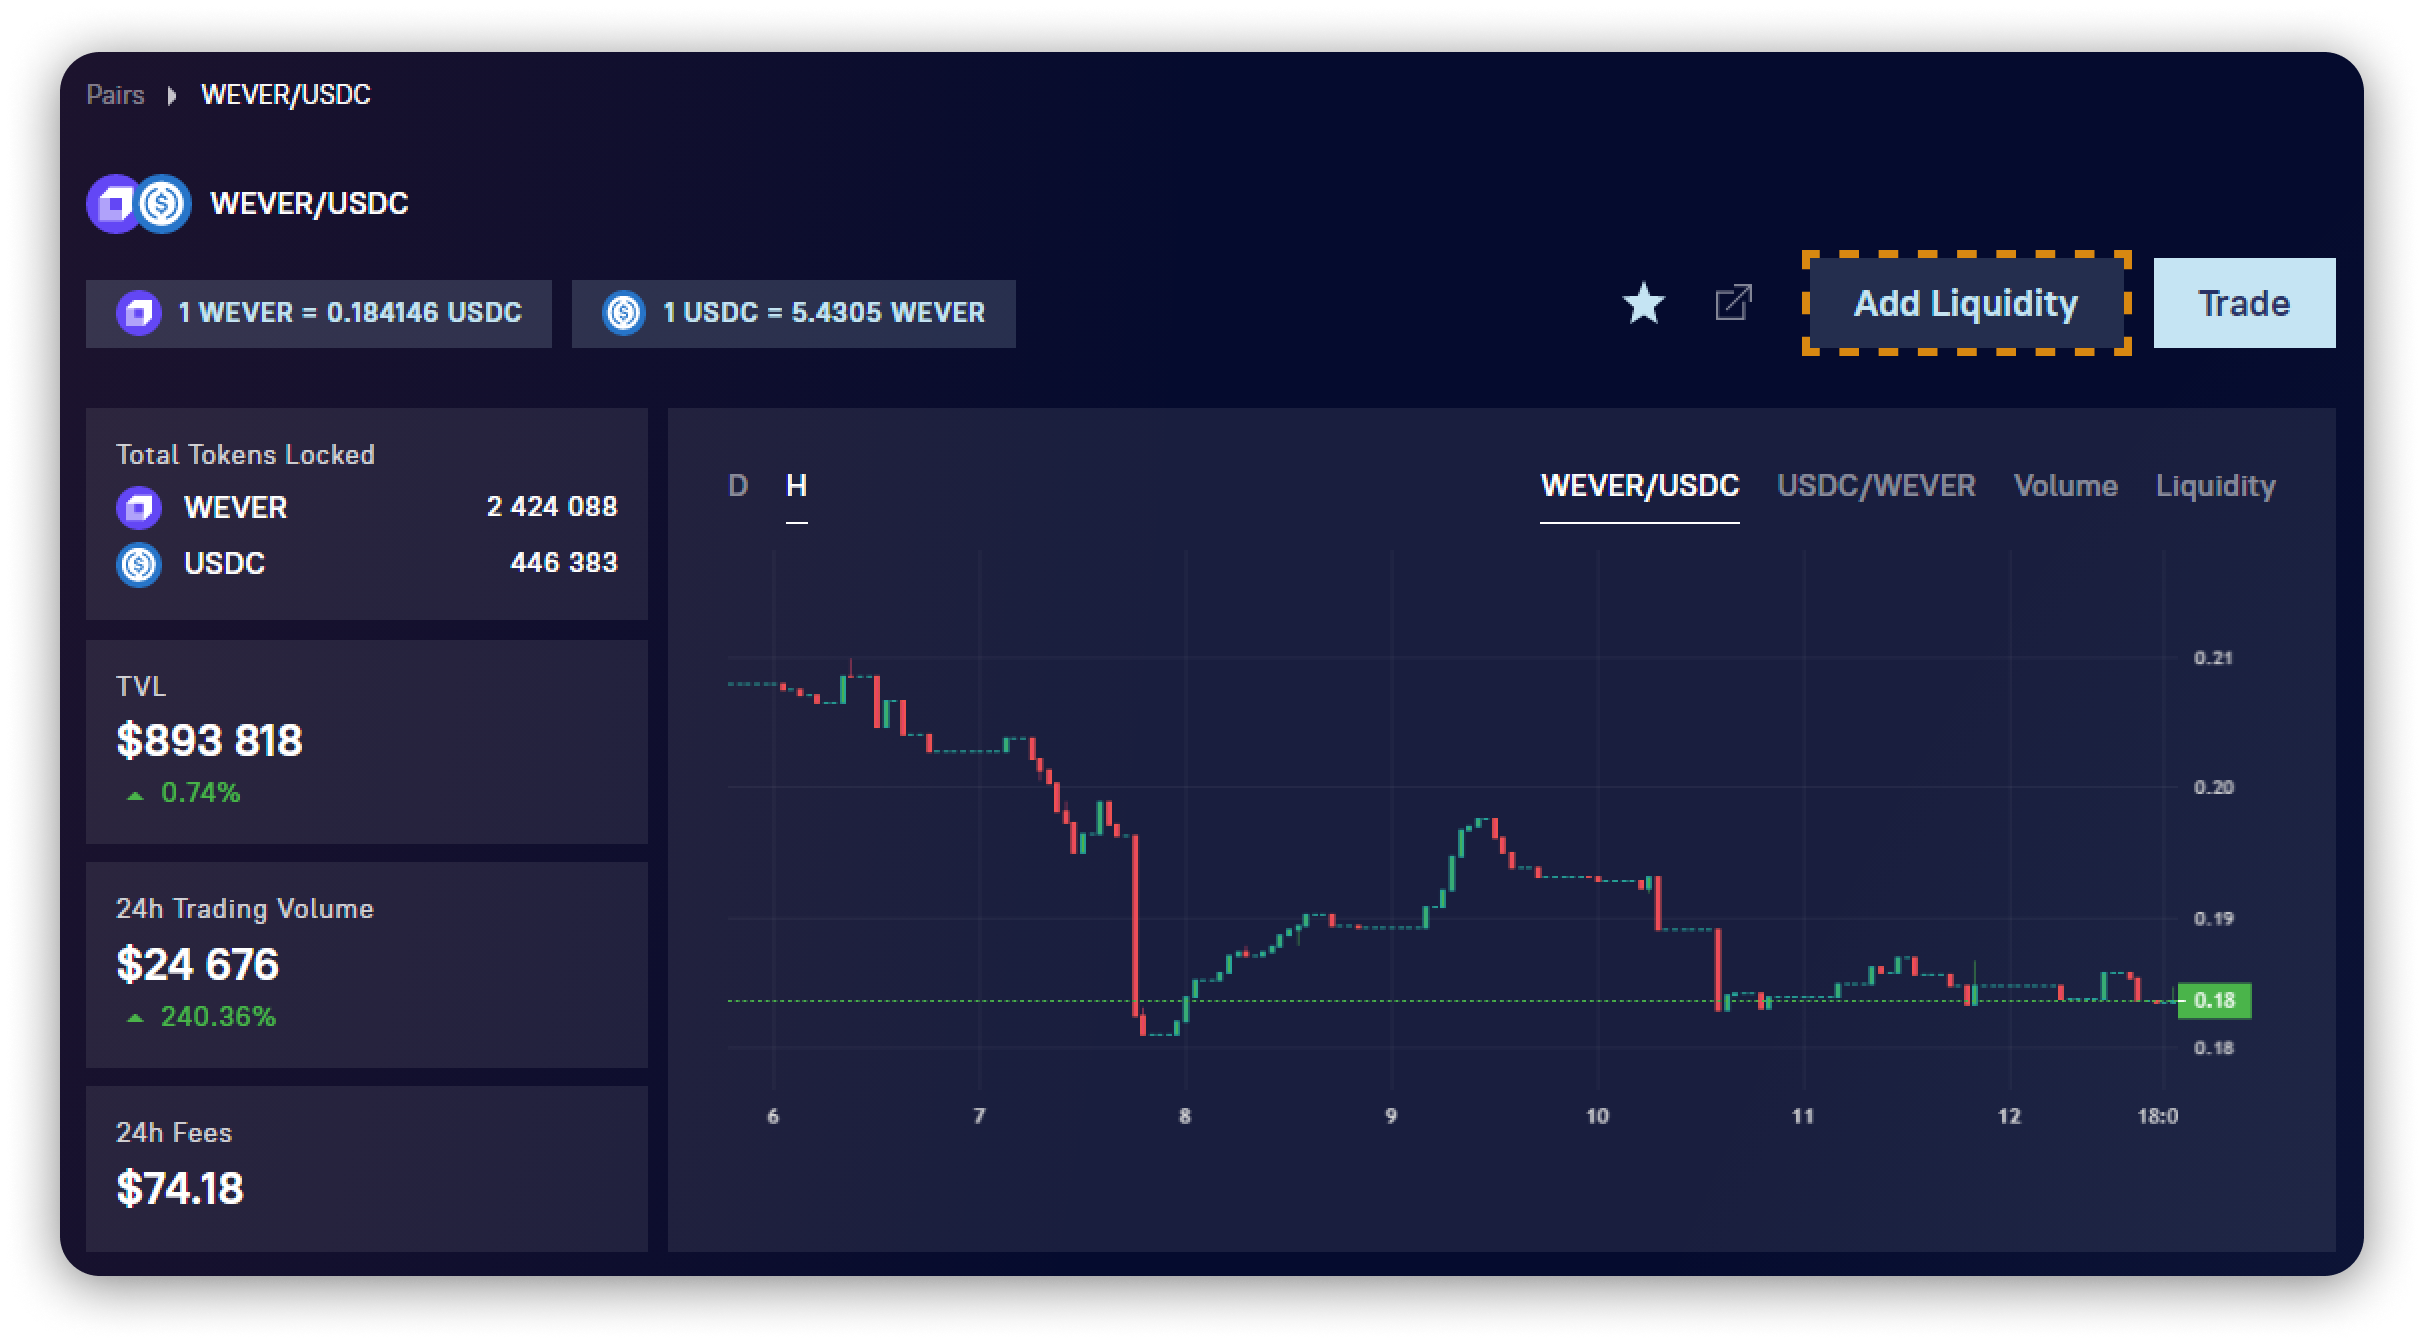 Pairs WEVER/USDC
WEVER/USDC
1 WEVER = 0.184146 USDC
1 USDC = 5.4305 WEVER
Add Liquidity
Trade
Total Tokens Locked
WEVER 2 424 088
USDC 446 383
TVL
$893 818
0.74%
24h Trading Volume
$24 676
240.36%
24h Fees
$74.18
D H
WEVER/USDC USDC/WEVER Volume Liquidity
0.21
0.20
0.19
0.18
0.18
6 7 8 9 10 11 12 18:0